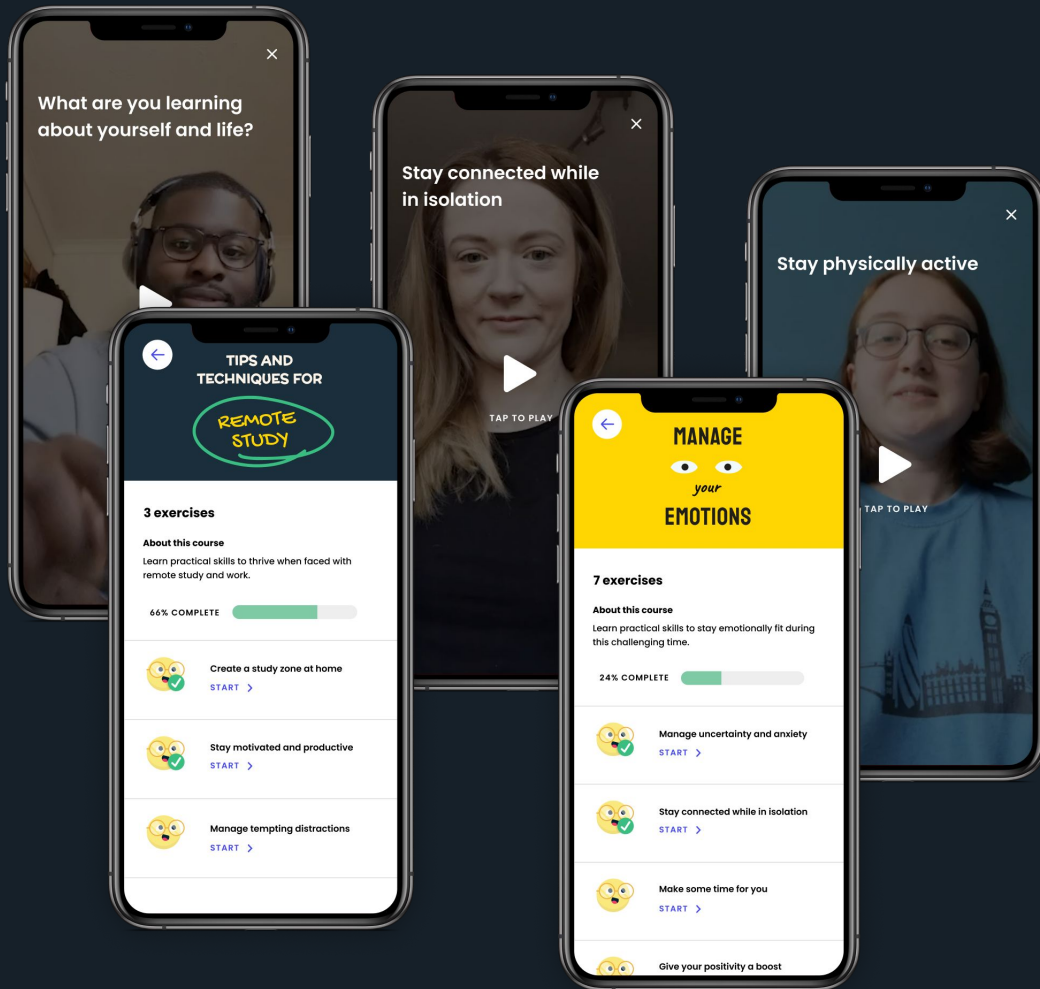 What are you learning
about yourself and life?
Stay connected while
in isolation
TAP TO PLAY
Stay physically active
TAP TO PLAY
TIPS AND
TECHNIQUES FOR
REMOTE
STUDY
3 exercises
About this course
Learn practical skills to thrive when faced with
remote study and work.
66% COMPLETE
Create a study zone at home
START >
Stay motivated and productive
START >
Manage tempting distractions
START >
MANAGE
your
EMOTIONS
7 exercises
About this course
Learn practical skills to stay emotionally fit during
this challenging time.
24% COMPLETE
Manage uncertainty and anxiety
START >
Stay connected while in isolation
START >
Make some time for you
START >
Give your positivity a boost